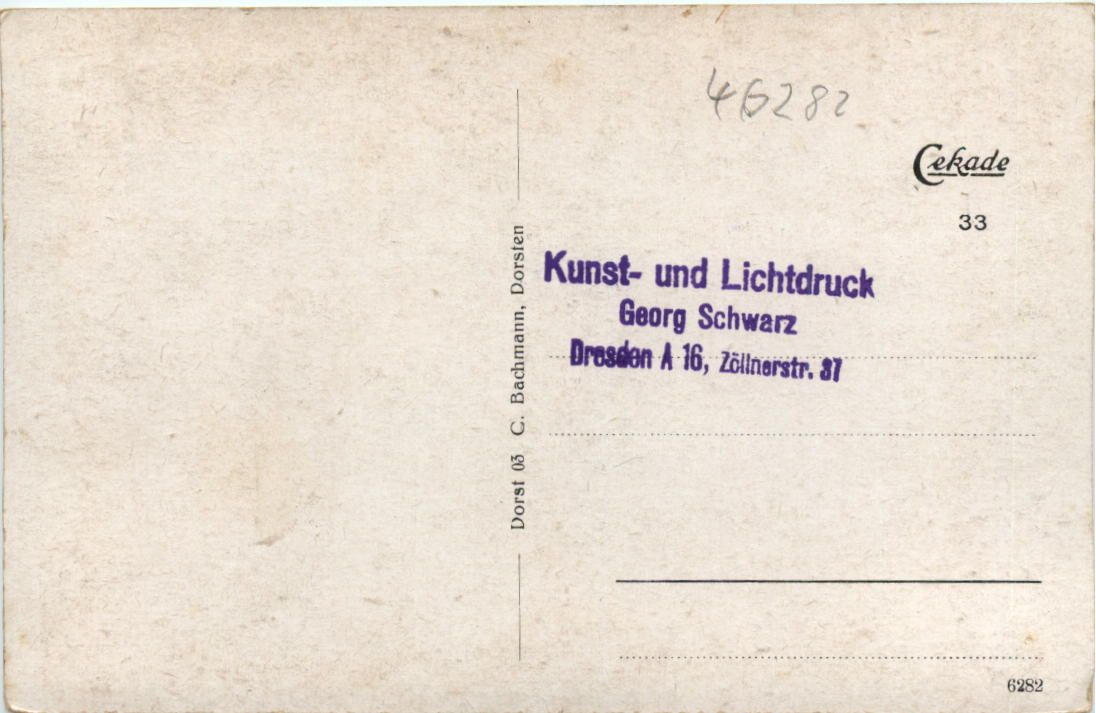 46282
Cekade
33
Kunst- und Lichtdruck
Georg Schwarz
Dresden A 16, Zöllnerstr. 37
Dorst 03 C. Bachmann, Dorsten
6282